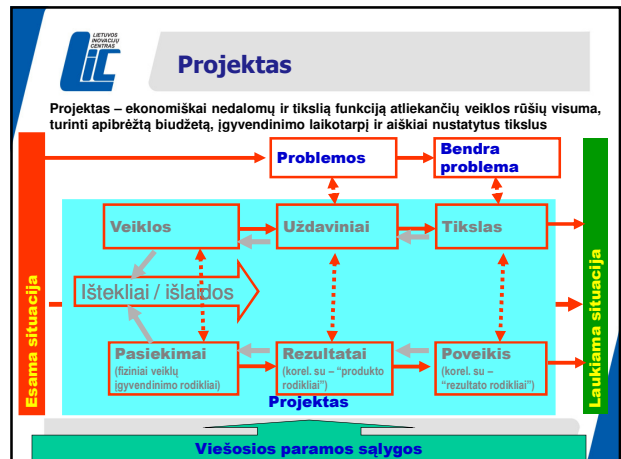 LIETUVOS
INOVACIJŲ
CENTRAS
LiC
Projektas
Projektas – ekonomiškai nedalomų ir tikslią funkciją atliekančių veiklos rūšių visuma,
turinti apibrėžtą biudžetą, įgyvendinimo laikotarpį ir aiškiai nustatytus tikslus
Esama situacija
Problemos
Bendra
problema
Veiklos
Uždaviniai
Tikslas
Ištekliai / išlaidos
Pasiekimai
(fiziniai veiklų
įgyvendinimo rodikliai)
Rezultatai
(korel. su – “produkto
rodikliai”)
Poveikis
(korel. su –
“rezultato rodikliai”)
Projektas
Laukiama situacija
Viešosios paramos sąlygos